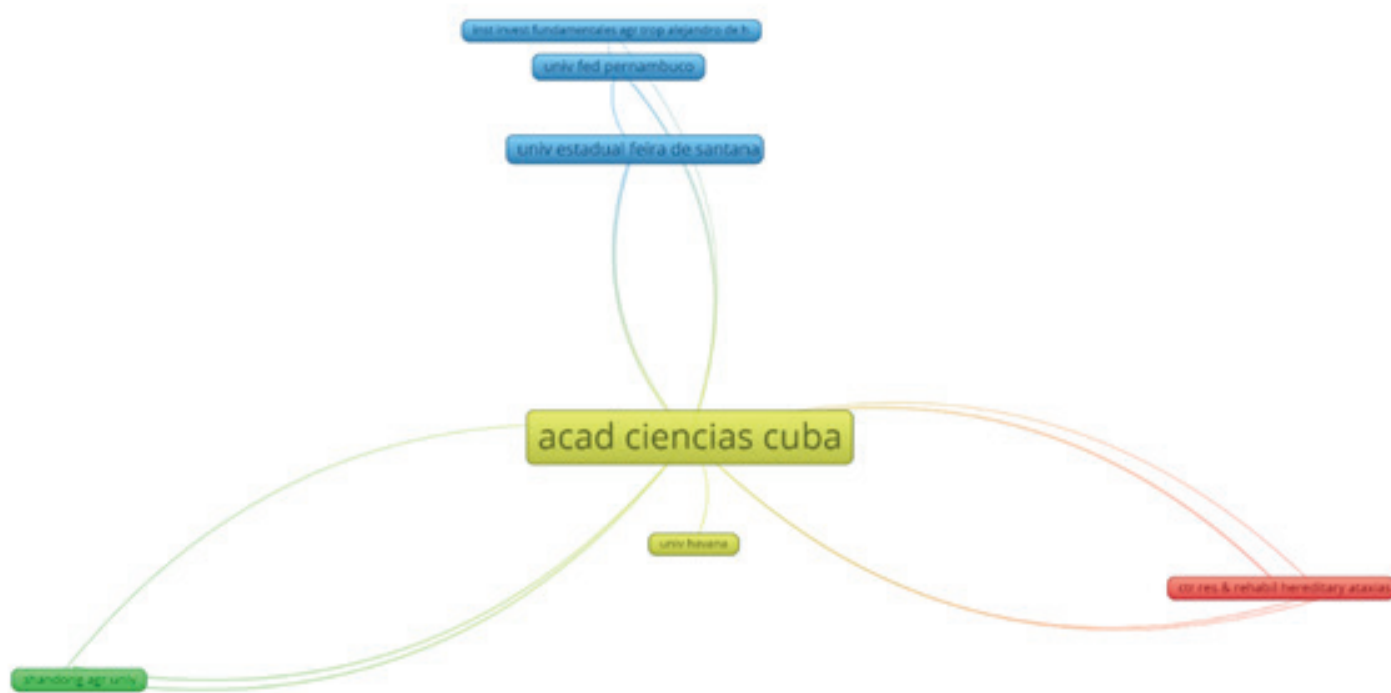 inst invest fundamentales agr trop alejandro de h
univ fed pernambuco
univ estadual feira de santana
acad ciencias cuba
univ havana
ctr res & rehabil hereditary ataxias
shandong agr univ